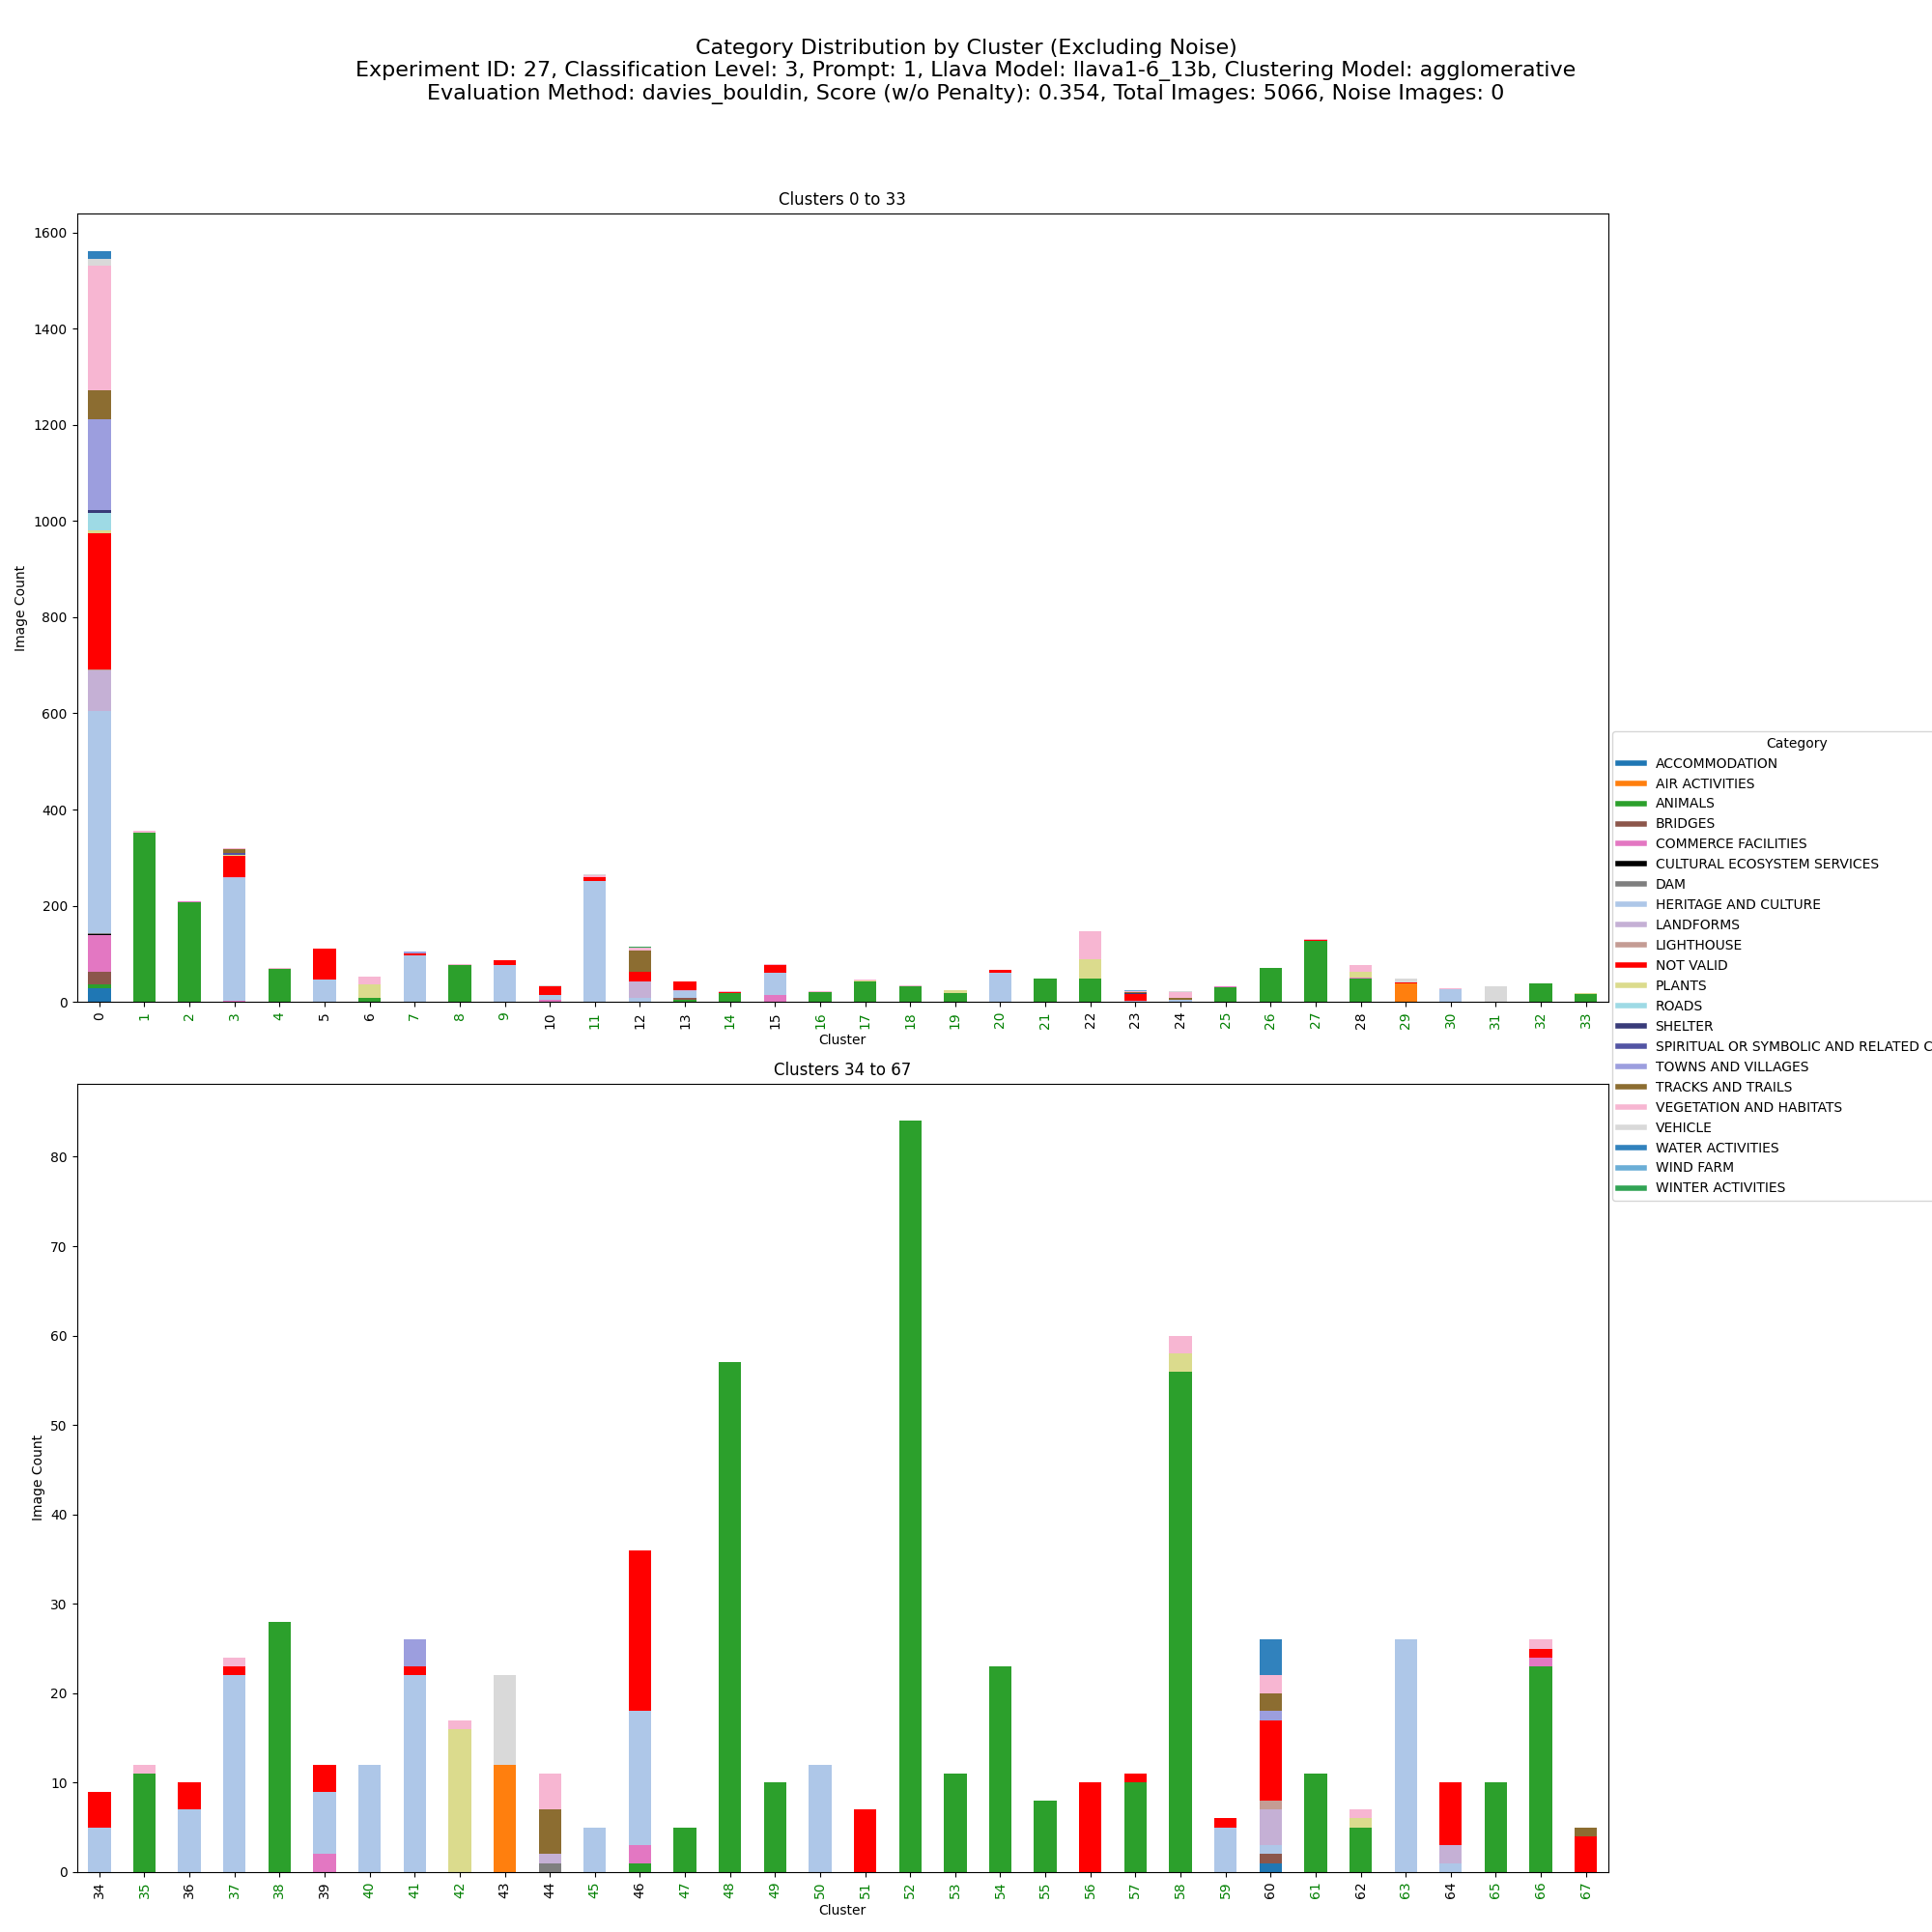 Category Distribution by Cluster (Excluding Noise)
Experiment ID: 27, Classification Level: 3, Prompt: 1, Llava Model: llava1-6_13b, Clustering Model: agglomerative
Evaluation Method: davies_bouldin, Score (w/o Penalty): 0.354, Total Images: 5066, Noise Images: 0
Clusters 0 to 33
1600
1400
1200
1000
800
600
400
200
0
Image Count
0 1 2 3 4 5 6 7 8 9 10 11 12 13 14 15 16 17 18 19 20 21 22 23 24 25 26 27 28 29 30 31 32 33
Cluster
Category
ACCOMMODATION
AIR ACTIVITIES
ANIMALS
BRIDGES
COMMERCE FACILITIES
CULTURAL ECOSYSTEM SERVICES
DAM
HERITAGE AND CULTURE
LANDFORMS
LIGHTHOUSE
NOT VALID
PLANTS
ROADS
SHELTER
SPIRITUAL OR SYMBOLIC AND RELATED C
TOWNS AND VILLAGES
TRACKS AND TRAILS
VEGETATION AND HABITATS
VEHICLE
WATER ACTIVITIES
WIND FARM
WINTER ACTIVITIES
Clusters 34 to 67
80
70
60
50
40
30
20
10
0
Image Count
34 35 36 37 38 39 40 41 42 43 44 45 46 47 48 49 50 51 52 53 54 55 56 57 58 59 60 61 62 63 64 65 66 67
Cluster